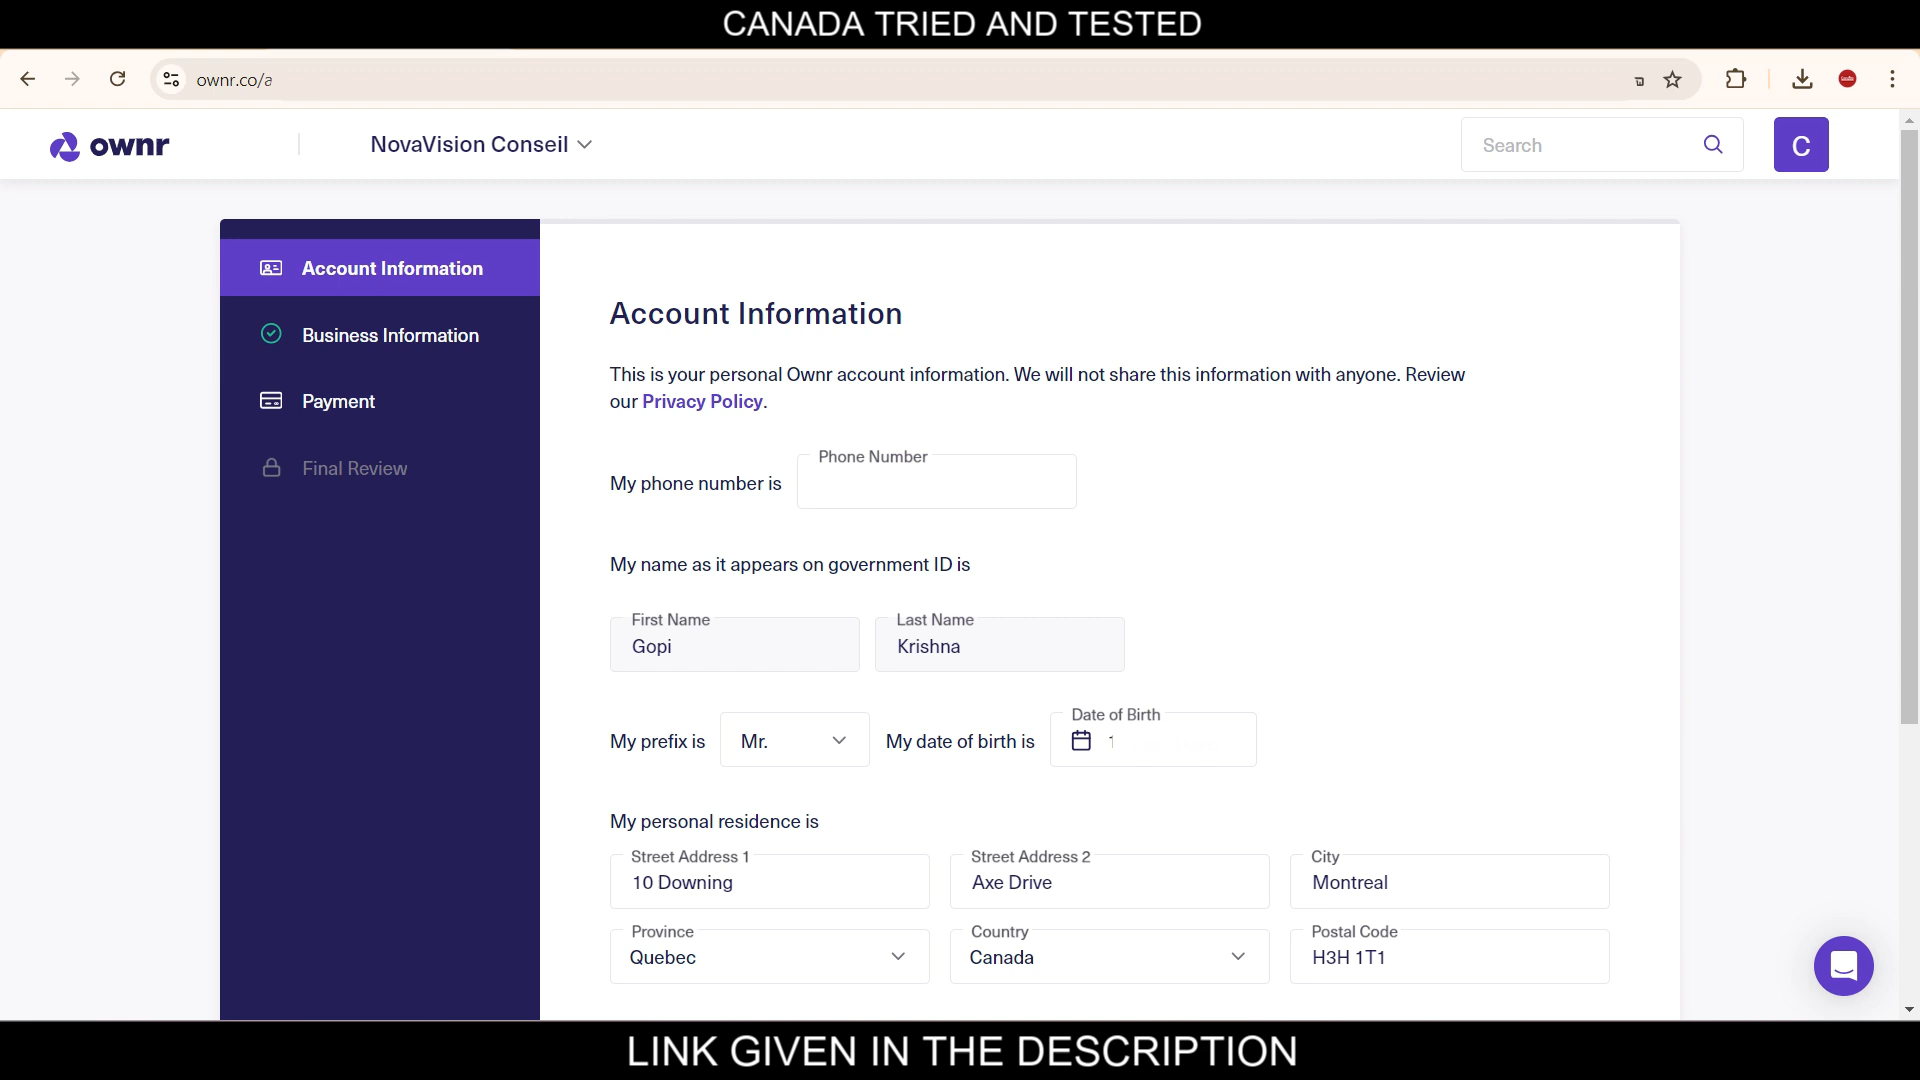 CANADA TRIED AND TESTED
ownr.co/a
ownr
NovaVision Conseil
Search
C
Account Information
Business Information
Payment
Final Review
Account Information
This is your personal Ownr account information. We will not share this information with anyone. Review
our Privacy Policy.
Phone Number
My phone number is
My name as it appears on government ID is
First Name
Gopi
Last Name
Krishna
My prefix is
Mr.
My date of birth is
Date of Birth
1
My personal residence is
Street Address 1
10 Downing
Street Address 2
Axe Drive
City
Montreal
Province
Quebec
Country
Canada
Postal Code
H3H 1T1
LINK GIVEN IN THE DESCRIPTION